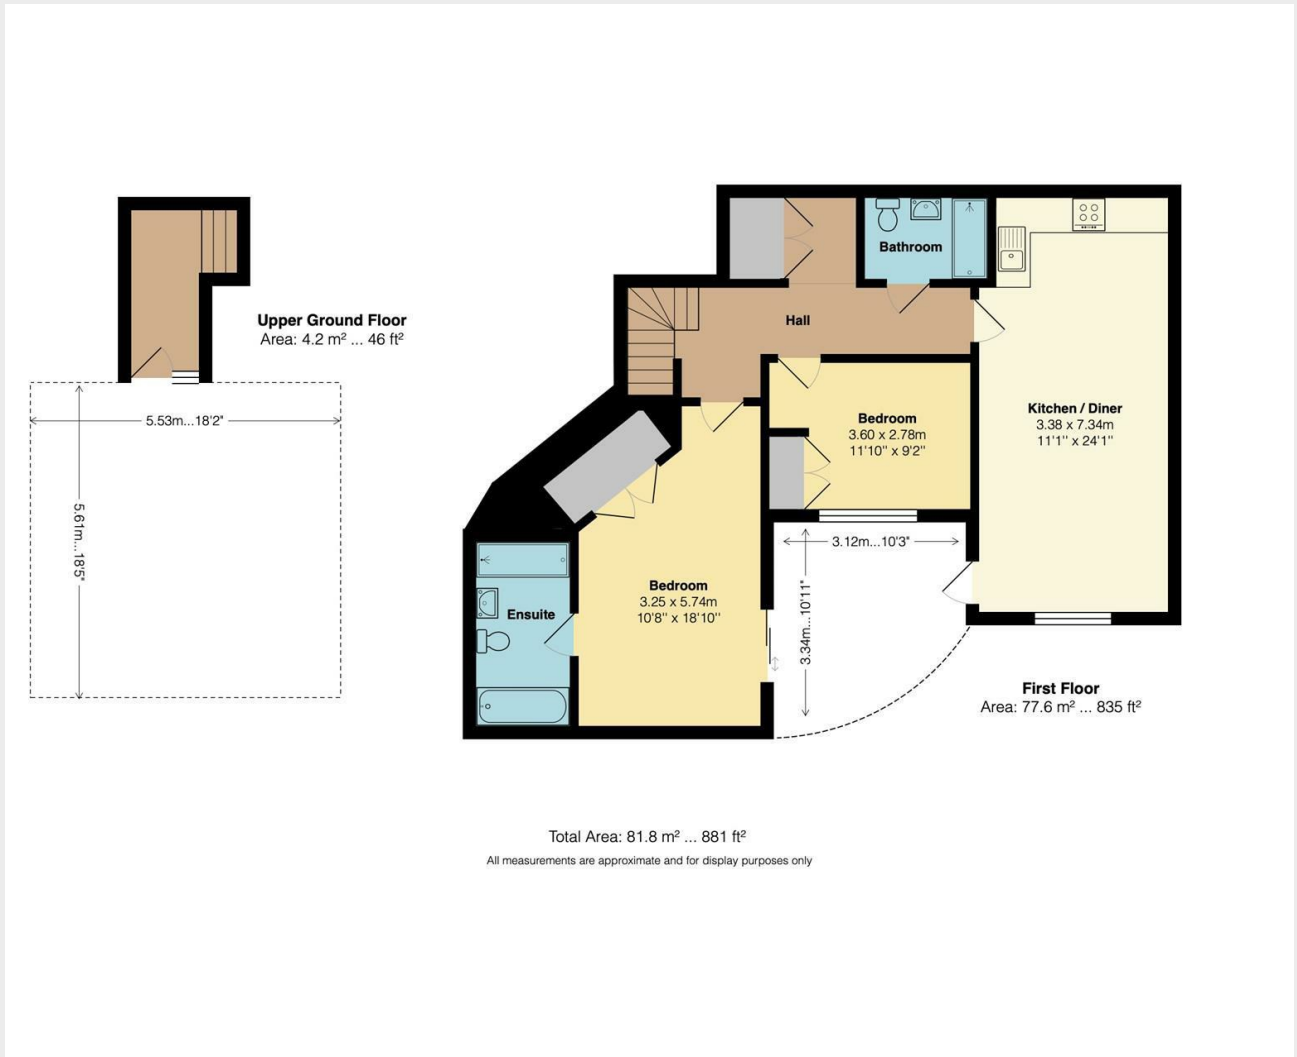 Upper Ground Floor
Area: 4.2 m² ... 46 ft²
5.53m...18'2"
5.61m...18'5"
Bathroom
Hall
Kitchen / Diner
3.38 x 7.34m
11'1'' x 24'1''
Bedroom
3.60 x 2.78m
11'10'' x 9'2''
3.12m...10'3"
3.34m...10'11"
Bedroom
3.25 x 5.74m
10'8'' x 18'10''
Ensuite
First Floor
Area: 77.6 m² ... 835 ft²
Total Area: 81.8 m² ... 881 ft²
All measurements are approximate and for display purposes only